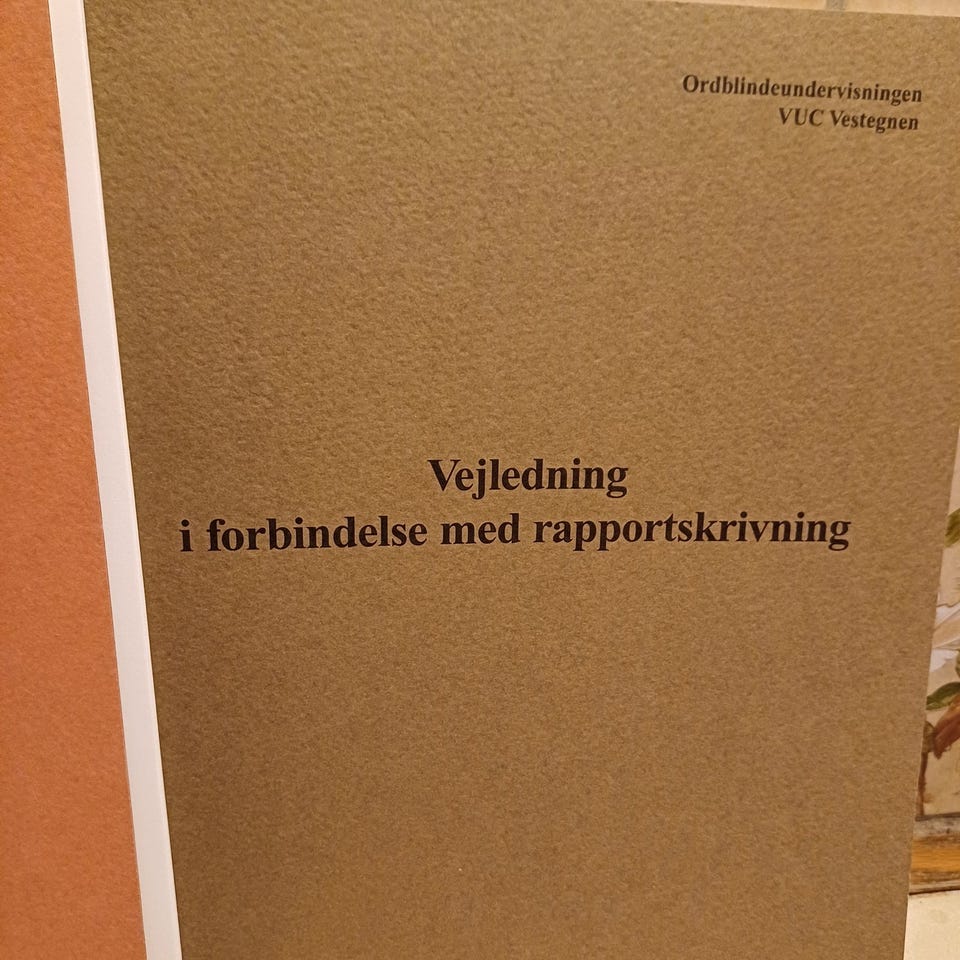 Ordblindeundervisningen
VUC Vestegnen
Vejledning
i forbindelse med rapportskrivning